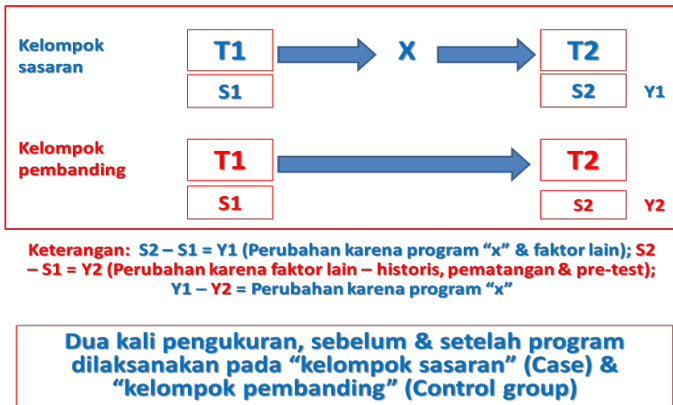 Kelompok
sasaran
T1
X
T2
S1
S2
Y1
Kelompok
pembanding
T1
T2
S1
S2
Y2
Keterangan: S2 – S1 = Y1 (Perubahan karena program “x” & faktor lain); S2
– S1 = Y2 (Perubahan karena faktor lain – historis, pematangan & pre-test);
Y1 – Y2 = Perubahan karena program “x”
Dua kali pengukuran, sebelum & setelah program
dilaksanakan pada “kelompok sasaran” (Case) &
“kelompok pembanding” (Control group)